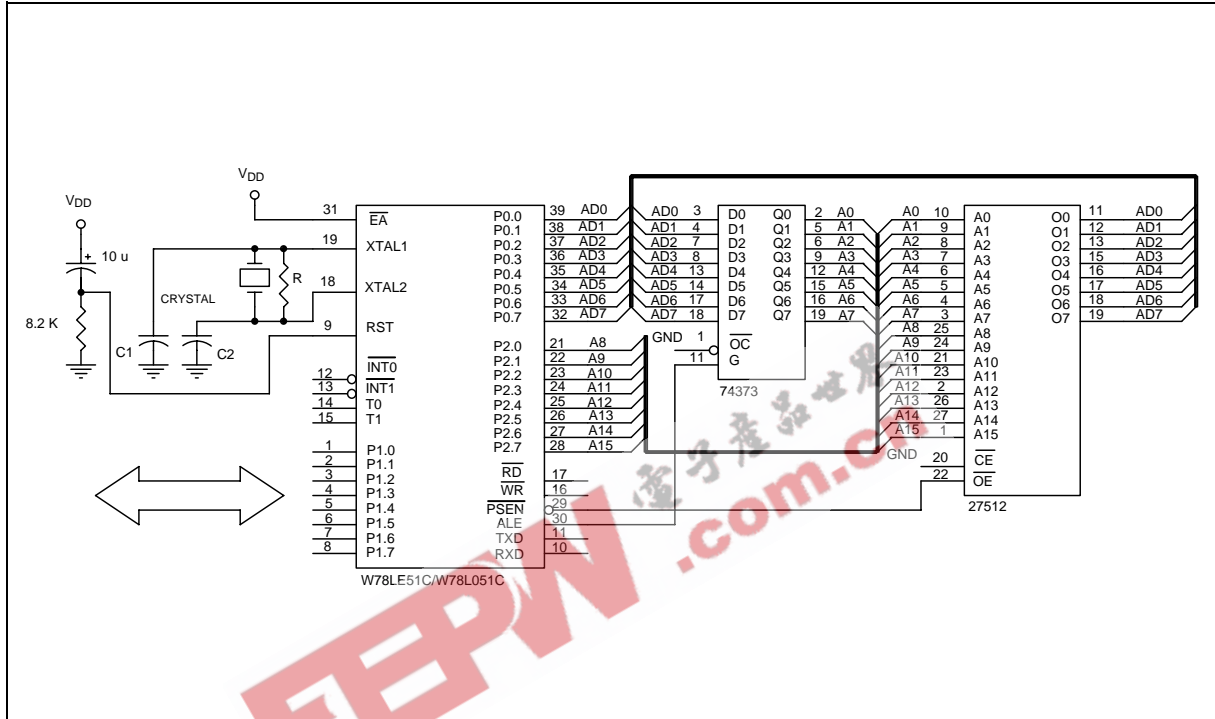 VDD
10 u
8.2 K
VDD
CRYSTAL
R
C1
C2
31 EA
19 XTAL1
18 XTAL2
9 RST
12 INT0
13 INT1
14 T0
15 T1
1 P1.0
2 P1.1
3 P1.2
4 P1.3
5 P1.4
6 P1.5
7 P1.6
8 P1.7
P0.0 39 AD0
P0.1 38 AD1
P0.2 37 AD2
P0.3 36 AD3
P0.4 35 AD4
P0.5 34 AD5
P0.6 33 AD6
P0.7 32 AD7
P2.0 21 A8
P2.1 22 A9
P2.2 23 A10
P2.3 24 A11
P2.4 25 A12
P2.5 26 A13
P2.6 27 A14
P2.7 28 A15
RD 17
WR 16
PSEN 29
ALE 30
TXD 11
RXD 10
W78LE51C/W78L051C
AD0 3 D0 Q0 2 A0
AD1 4 D1 Q1 5 A1
AD2 7 D2 Q2 6 A2
AD3 8 D3 Q3 9 A3
AD4 13 D4 Q4 12 A4
AD5 14 D5 Q5 15 A5
AD6 17 D6 Q6 16 A6
AD7 18 D7 Q7 19 A7
GND 1 OC
11 G
74373
A0 10 A0 O0 11 AD0
A1 9 A1 O1 12 AD1
A2 8 A2 O2 13 AD2
A3 7 A3 O3 15 AD3
A4 6 A4 O4 16 AD4
A5 5 A5 O5 17 AD5
A6 4 A6 O6 18 AD6
A7 3 A7 O7 19 AD7
A8 25 A8
A9 24 A9
A10 21 A10
A11 23 A11
A12 2 A12
A13 26 A13
A14 27 A14
A15 1 A15
GND 20 CE
22 OE
27512
電子產品世界
.com.cn
EEPW